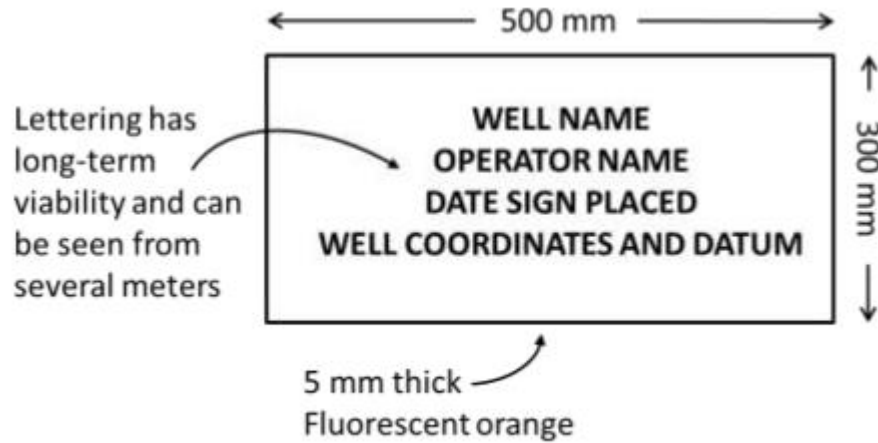 500 mm
Lettering has
long-term
viability and can
be seen from
several meters
WELL NAME
OPERATOR NAME
DATE SIGN PLACED
WELL COORDINATES AND DATUM
300 mm
5 mm thick
Fluorescent orange